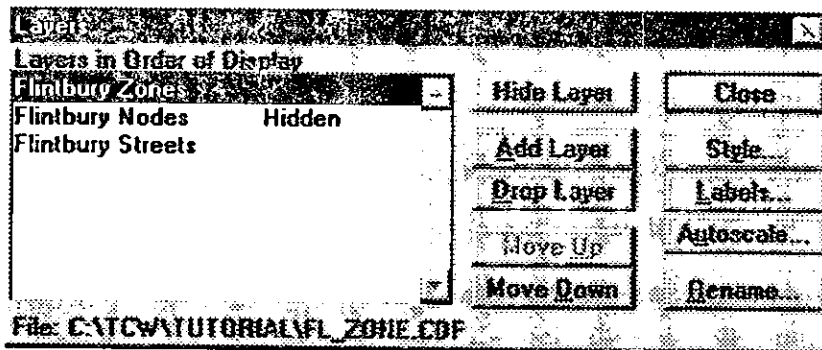 Layers
Layers in Order of Display
Flintbury Zones
Flintbury Nodes Hidden
Flintbury Streets
Hide Layer
Add Layer
Drop Layer
Move Up
Move Down
Close
Style...
Labels...
Autoscale...
Rename...
File: C:\TCW\TUTORIAL\FL_ZONE.CDF